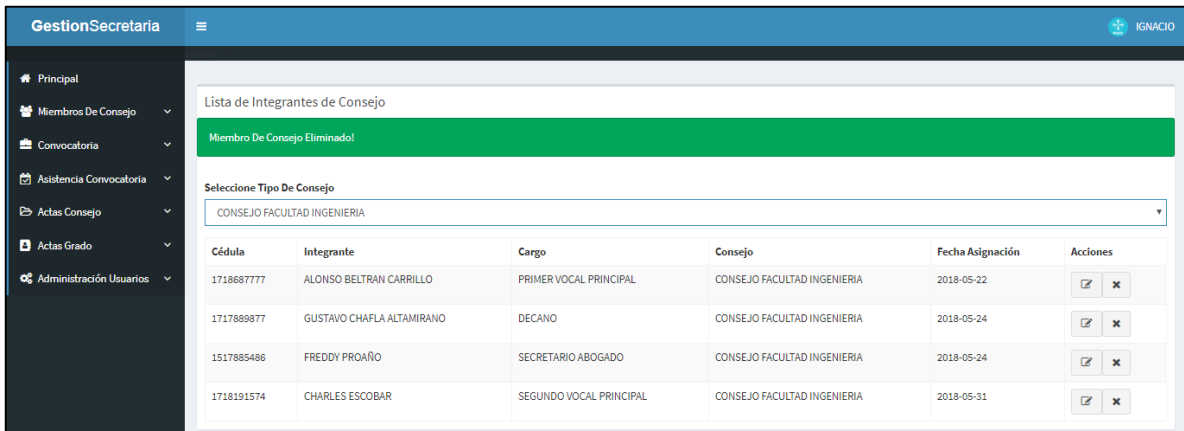 GestionSecretaria
IGNACIO
Principal
Miembros De Consejo
Convocatoria
Asistencia Convocatoria
Actas Consejo
Actas Grado
Administración Usuarios
Lista de Integrantes de Consejo
Miembro De Consejo Eliminado!
Seleccione Tipo De Consejo
CONSEJO FACULTAD INGENIERIA
Cédula Integrante Cargo Consejo Fecha Asignación Acciones
1718687777 ALONSO BELTRAN CARRILLO PRIMER VOCAL PRINCIPAL CONSEJO FACULTAD INGENIERIA 2018-05-22
1717889877 GUSTAVO CHAFLA ALTAMIRANO DECANO CONSEJO FACULTAD INGENIERIA 2018-05-24
1517885486 FREDDY PROAÑO SECRETARIO ABOGADO CONSEJO FACULTAD INGENIERIA 2018-05-24
1718191574 CHARLES ESCOBAR SEGUNDO VOCAL PRINCIPAL CONSEJO FACULTAD INGENIERIA 2018-05-31